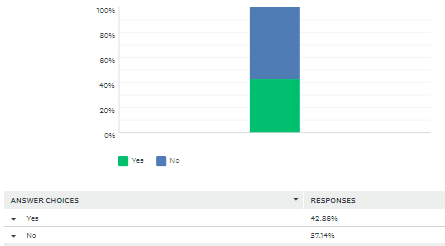 100%
80%
60%
40%
20%
0%
Yes No
ANSWER CHOICES RESPONSES
Yes 42.86%
No 57.14%